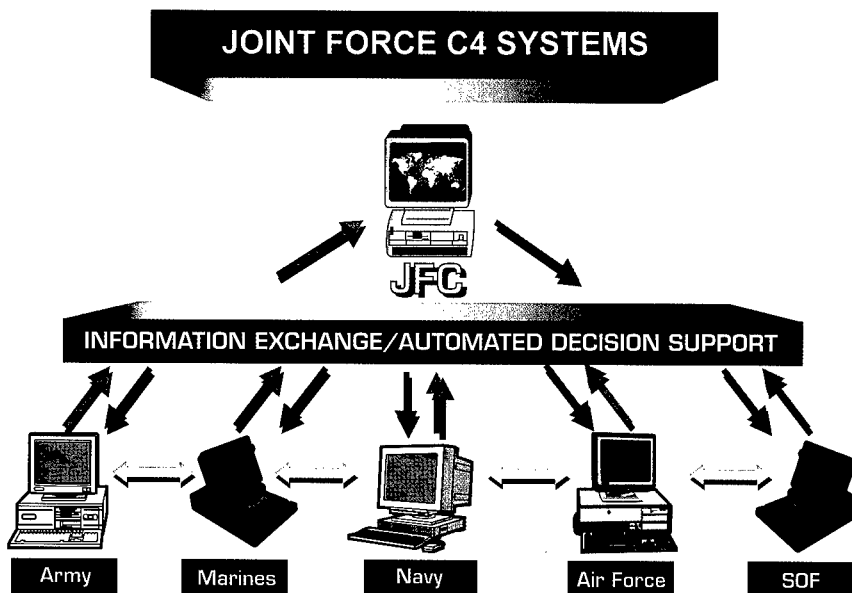 JOINT FORCE C4 SYSTEMS
JFC
INFORMATION EXCHANGE/AUTOMATED DECISION SUPPORT
Army
Marines
Navy
Air Force
SOF